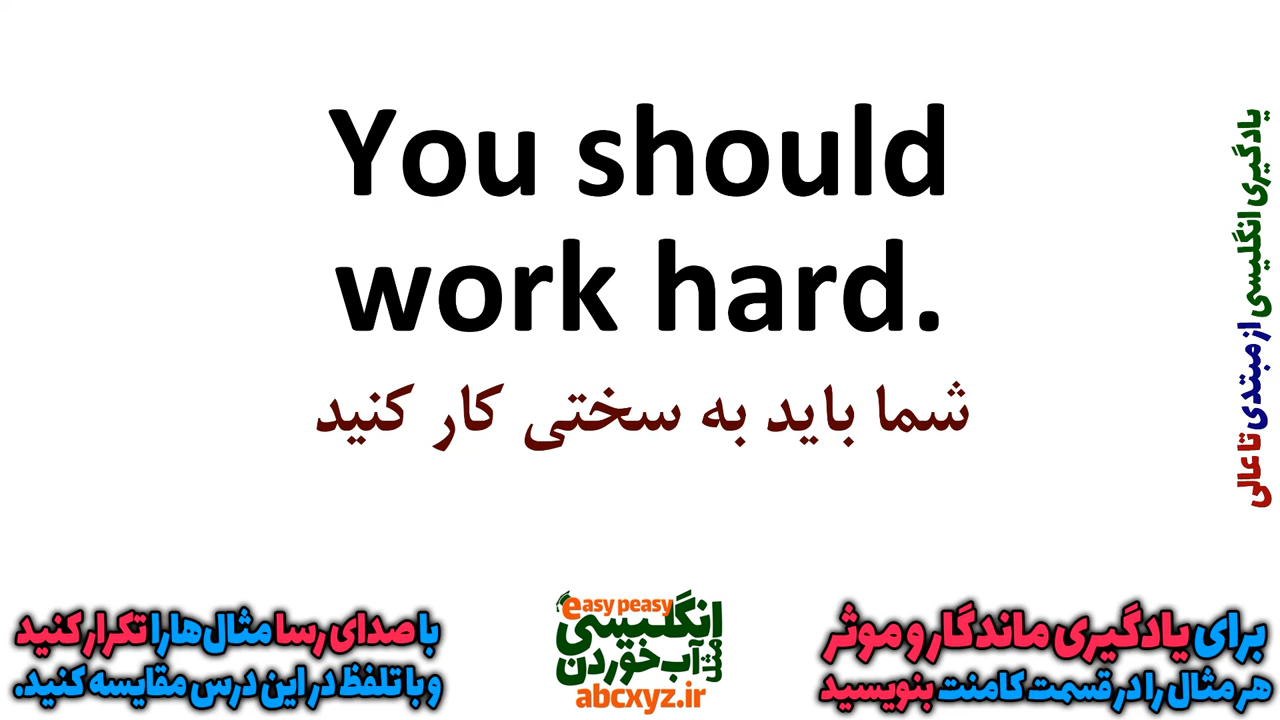 You should
work hard.
شما باید به سختی کار کنید
یادگیری انگلیسی از مبتدی تا عالی
برای یادگیری ماندگار و موثر
هر مثال را در قسمت کامنت بنویسید
easy peasy
انگلیسی
مثل آب خوردن
abcxyz.ir
با صدای رسا مثال‌ها را تکرار کنید
و با تلفظ در این درس مقایسه کنید.